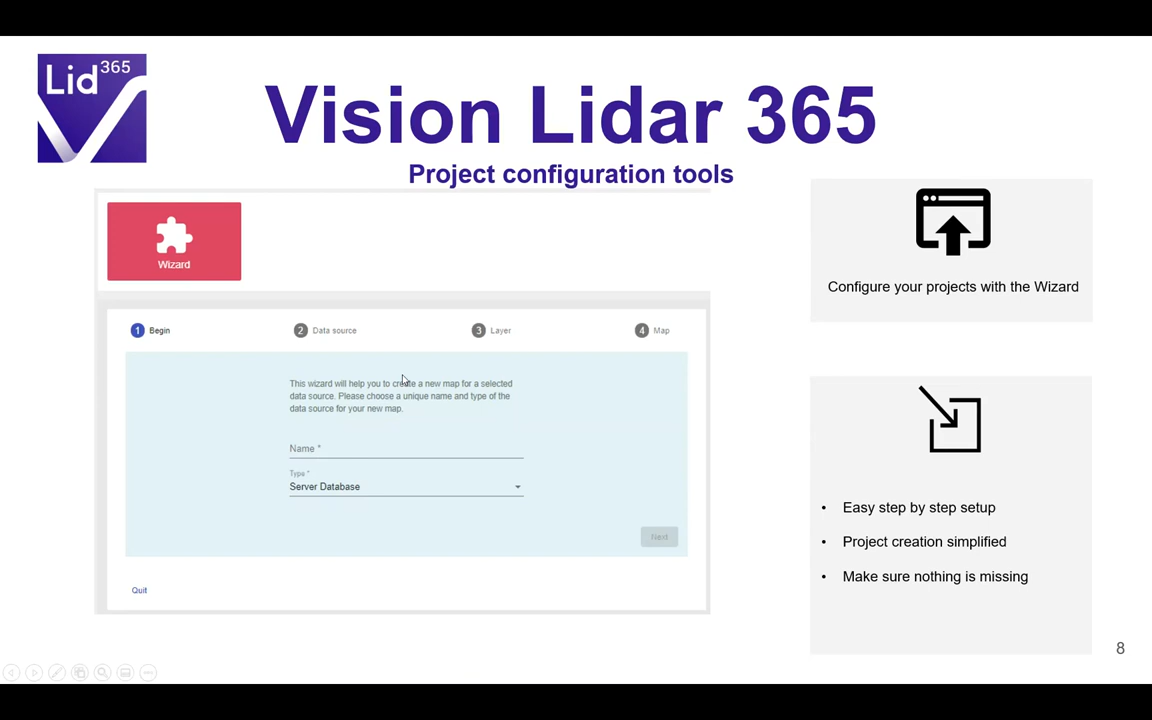 Lid 365
Vision Lidar 365
Project configuration tools
Wizard
1 Begin
2 Data source
3 Layer
4 Map
This wizard will help you to create a new map for a selected
data source. Please choose a unique name and type of the
data source for your new map.
Name *
Type *
Server Database
Next
Quit
Configure your projects with the Wizard
• Easy step by step setup
• Project creation simplified
• Make sure nothing is missing
8